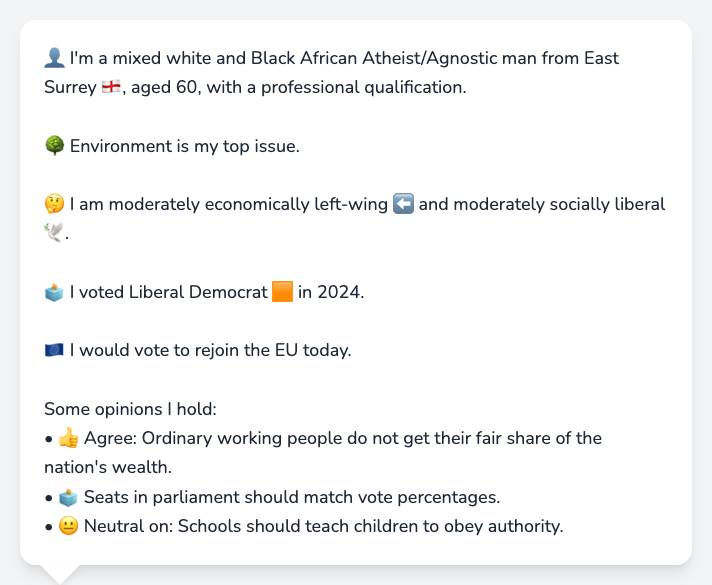 👤 I'm a mixed white and Black African Atheist/Agnostic man from East
Surrey 🏴󠁧󠁢󠁥󠁮󠁧󠁿, aged 60, with a professional qualification.
🌳 Environment is my top issue.
🤔 I am moderately economically left-wing ⬅️ and moderately socially liberal
🕊️.
🗳️ I voted Liberal Democrat 🟧 in 2024.
🇪🇺 I would vote to rejoin the EU today.
Some opinions I hold:
• 👍 Agree: Ordinary working people do not get their fair share of the
nation's wealth.
• 🗳️ Seats in parliament should match vote percentages.
• 😐 Neutral on: Schools should teach children to obey authority.